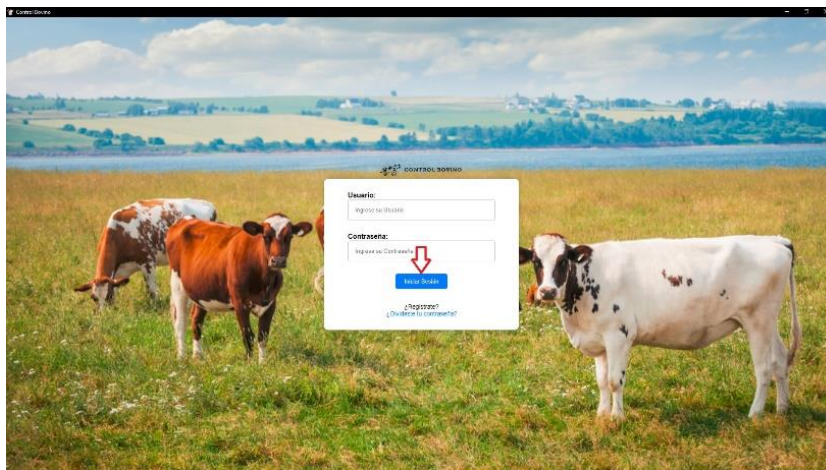 Control Bovino
CONTROL BOVINO
Usuario:
Ingrese su Usuario
Contraseña:
Ingrese su Contraseña
Iniciar Sesión
¿Registrate?
¿Olvidaste tu contraseña?